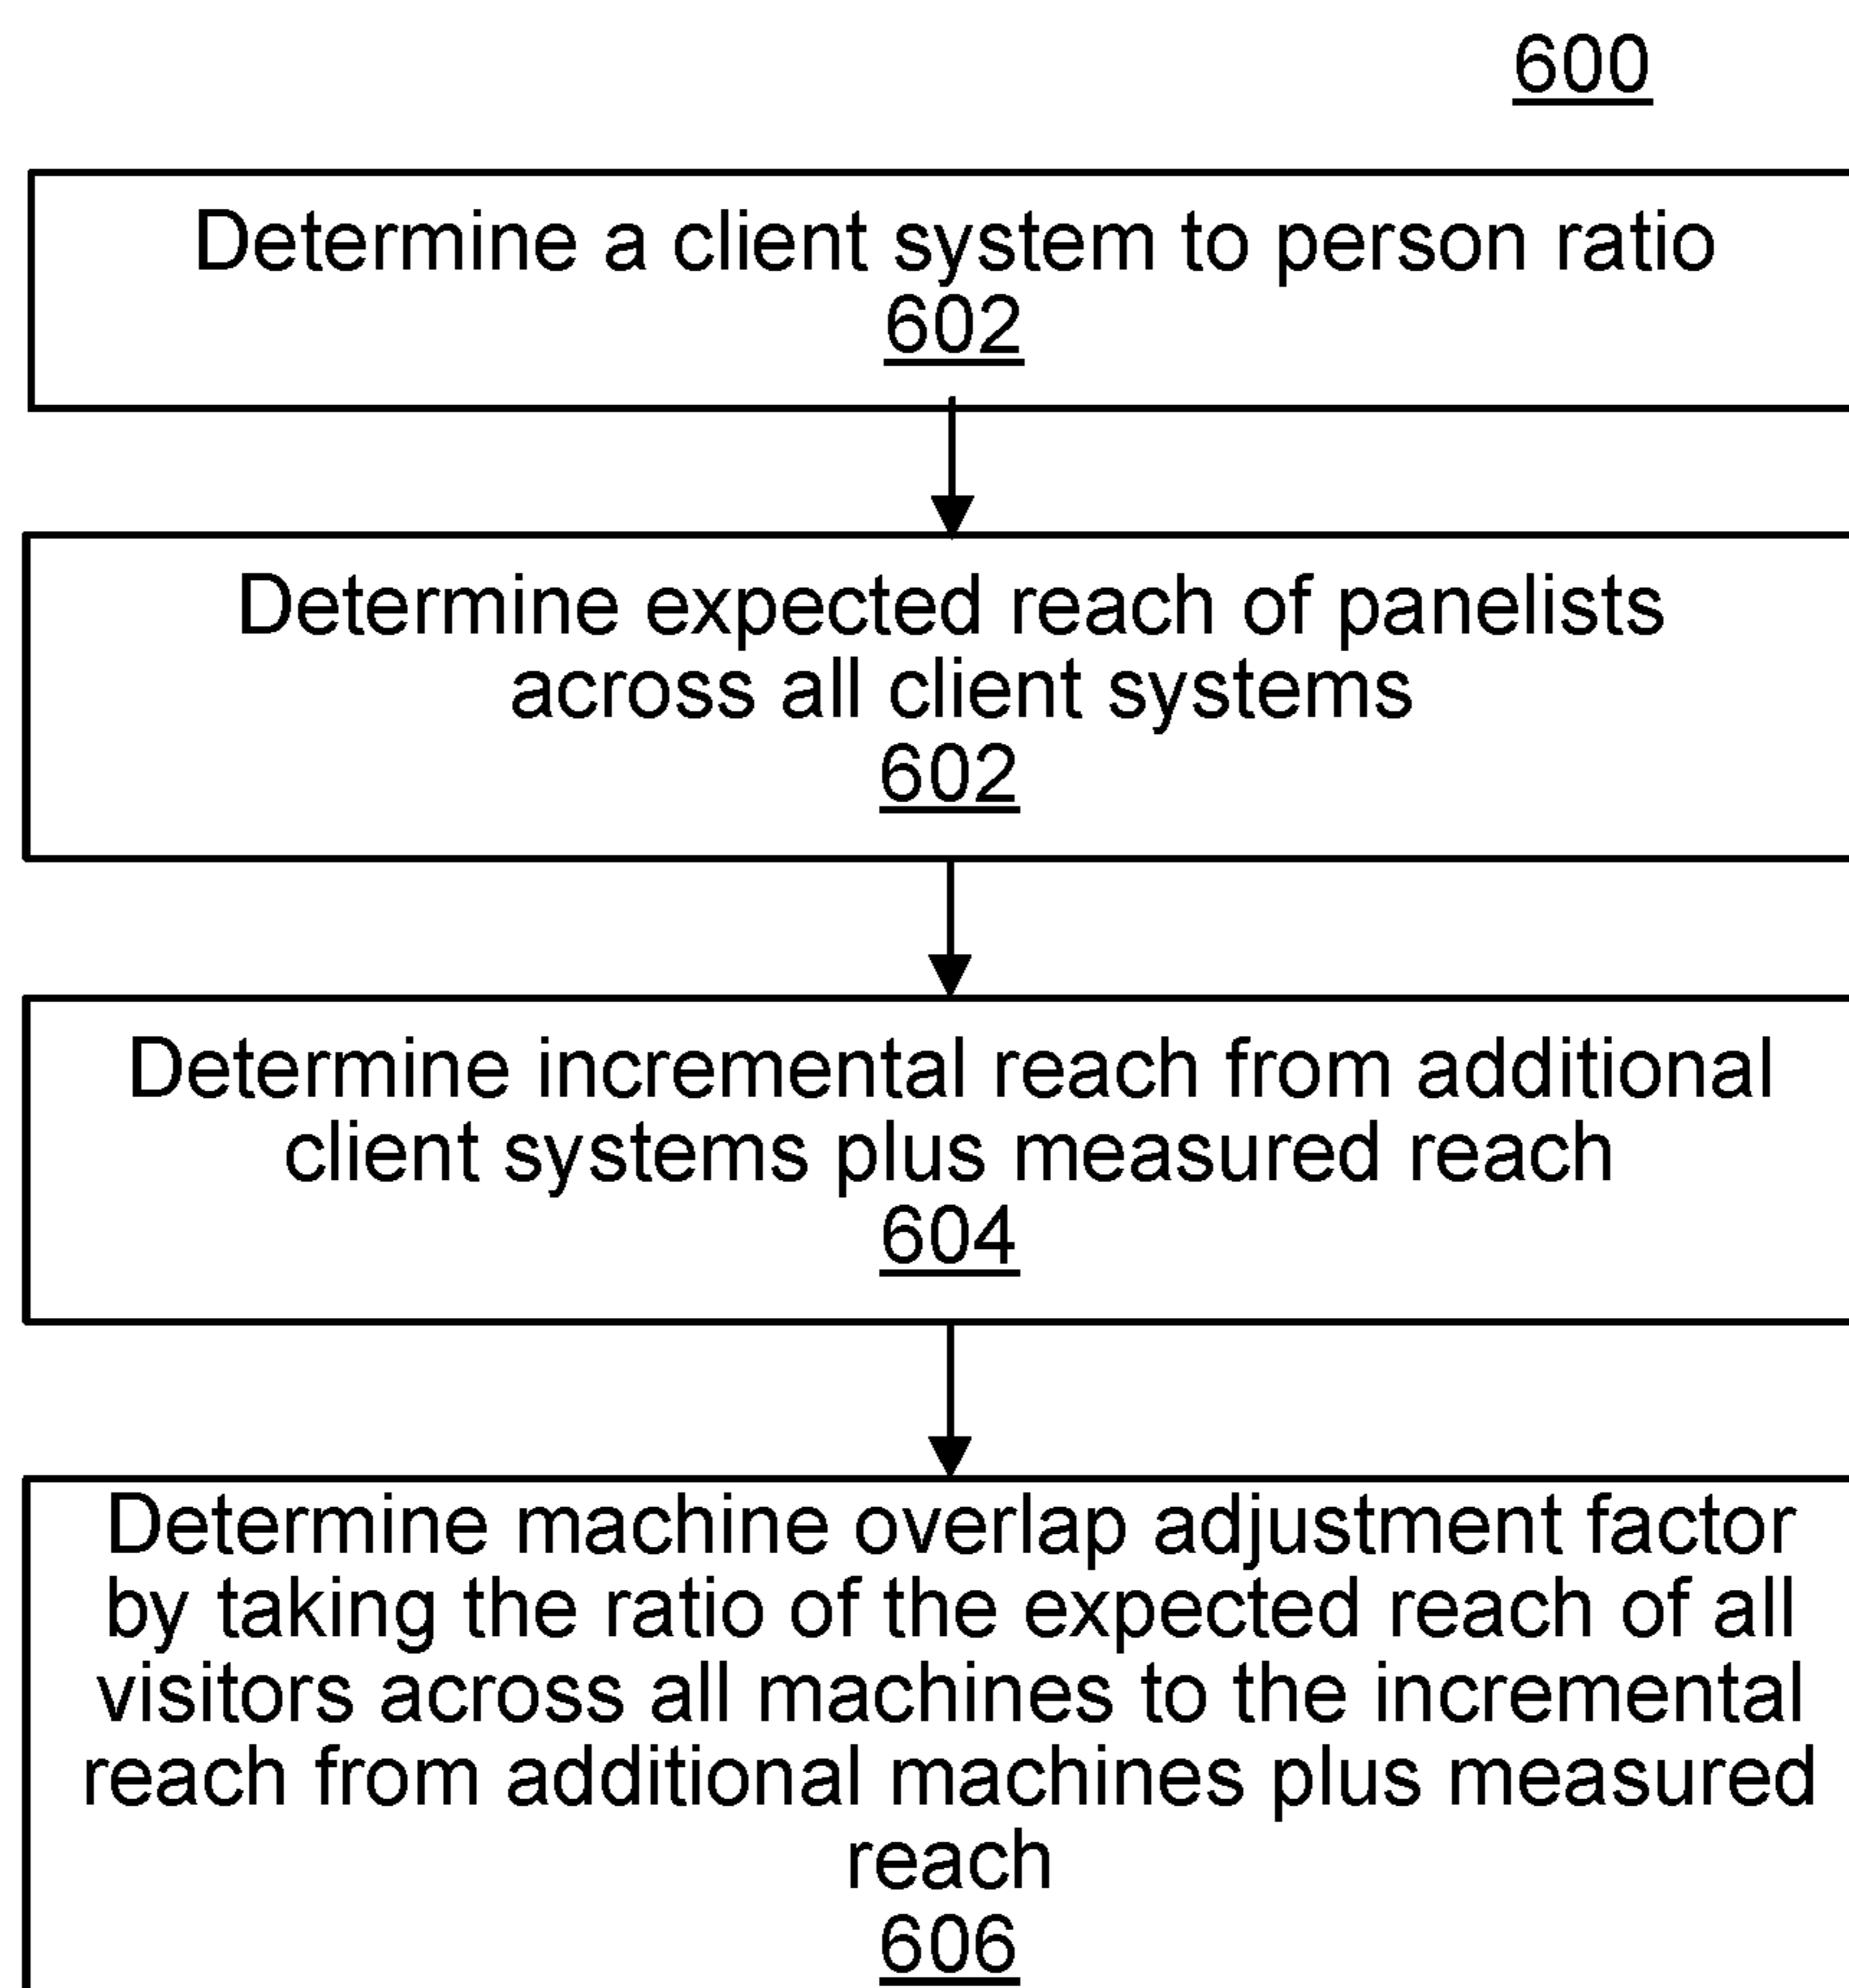 600
Determine a client system to person ratio
602
Determine expected reach of panelists
across all client systems
602
Determine incremental reach from additional
client systems plus measured reach
604
Determine machine overlap adjustment factor
by taking the ratio of the expected reach of all
visitors across all machines to the incremental
reach from additional machines plus measured
reach
606